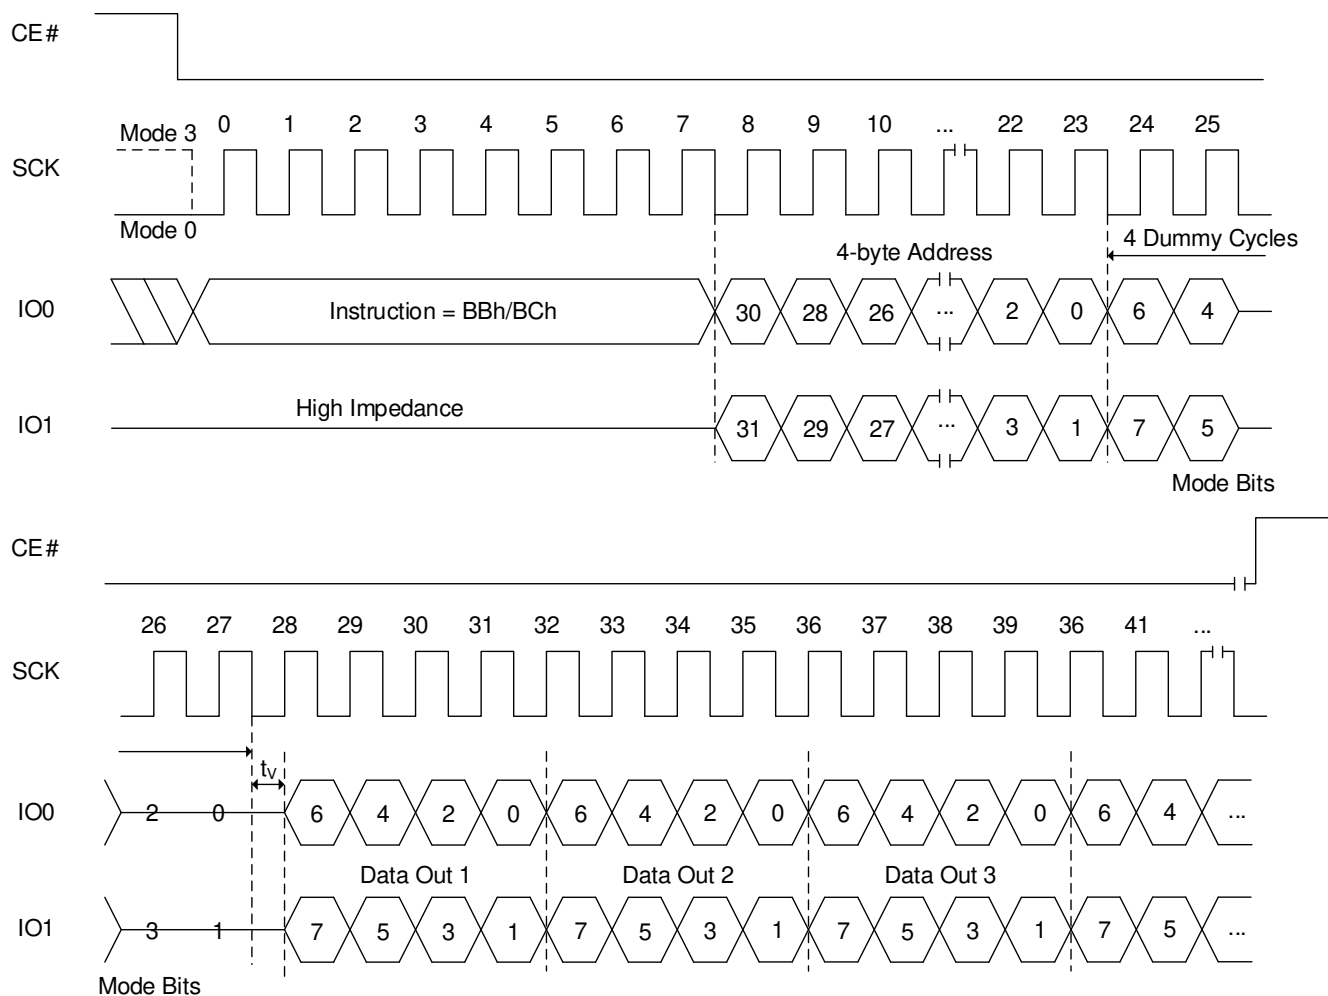 CE#
Mode 3 0 1 2 3 4 5 6 7 8 9 10 ... 22 23 24 25
SCK
Mode 0
4-byte Address 4 Dummy Cycles
IO0 Instruction = BBh/BCh 30 28 26 ... 2 0 6 4
High Impedance
IO1 31 29 27 ... 3 1 7 5
Mode Bits
CE#
26 27 28 29 30 31 32 33 34 35 36 37 38 39 36 41 ...
SCK
tV
IO0 2 0 6 4 2 0 6 4 2 0 6 4 2 0 6 4 ...
Data Out 1 Data Out 2 Data Out 3
IO1 3 1 7 5 3 1 7 5 3 1 7 5 3 1 7 5 ...
Mode Bits